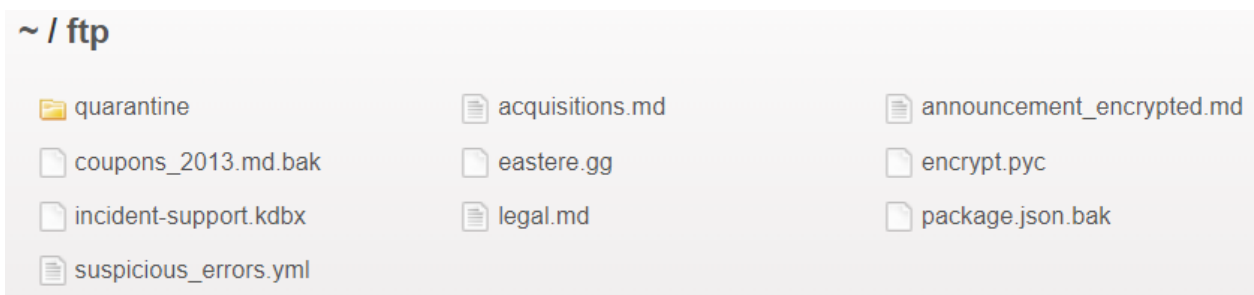 ~ / ftp
quarantine acquisitions.md announcement_encrypted.md
coupons_2013.md.bak eastere.gg encrypt.pyc
incident-support.kdbx legal.md package.json.bak
suspicious_errors.yml